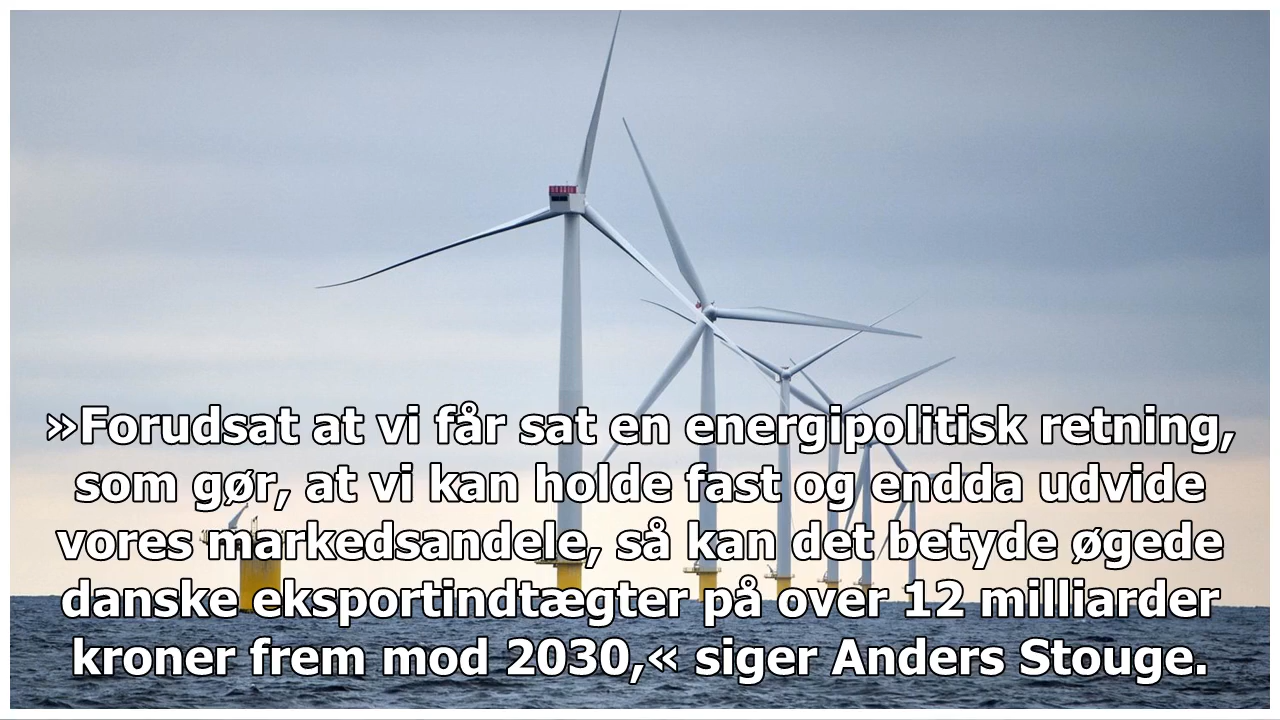 »Forudsat at vi får sat en energipolitisk retning,
som gør, at vi kan holde fast og endda udvide
vores markedsandele, så kan det betyde øgede
danske eksportindtægter på over 12 milliarder
kroner frem mod 2030,« siger Anders Stouge.